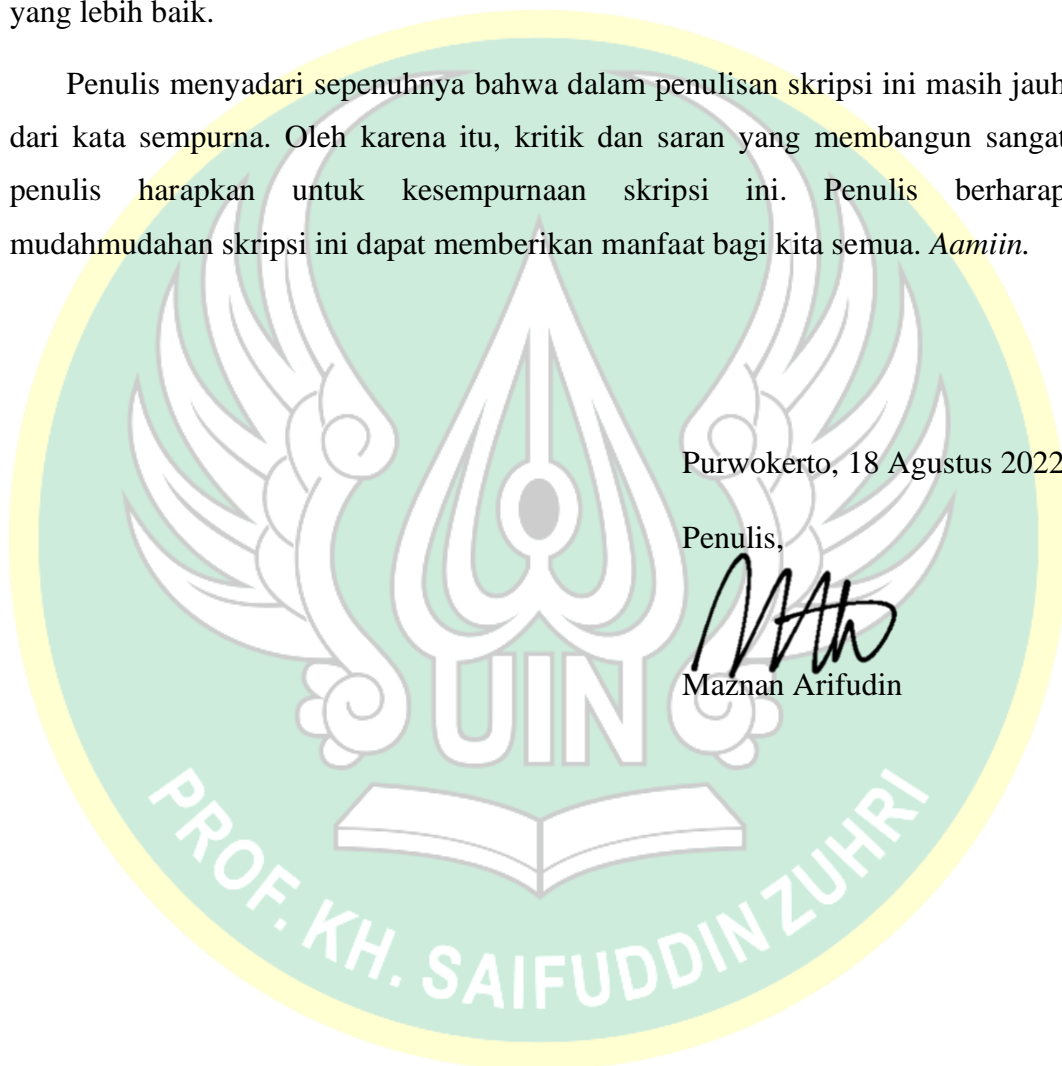 yang lebih baik.
Penulis menyadari sepenuhnya bahwa dalam penulisan skripsi ini masih jauh
dari kata sempurna. Oleh karena itu, kritik dan saran yang membangun sangat
penulis harapkan untuk kesempurnaan skripsi ini. Penulis berharap
mudahmudahan skripsi ini dapat memberikan manfaat bagi kita semua. Aamiin.
Purwokerto, 18 Agustus 2022
Penulis,
Maznan Arifudin
UIN
PROF. KH. SAIFUDDIN ZUHRI